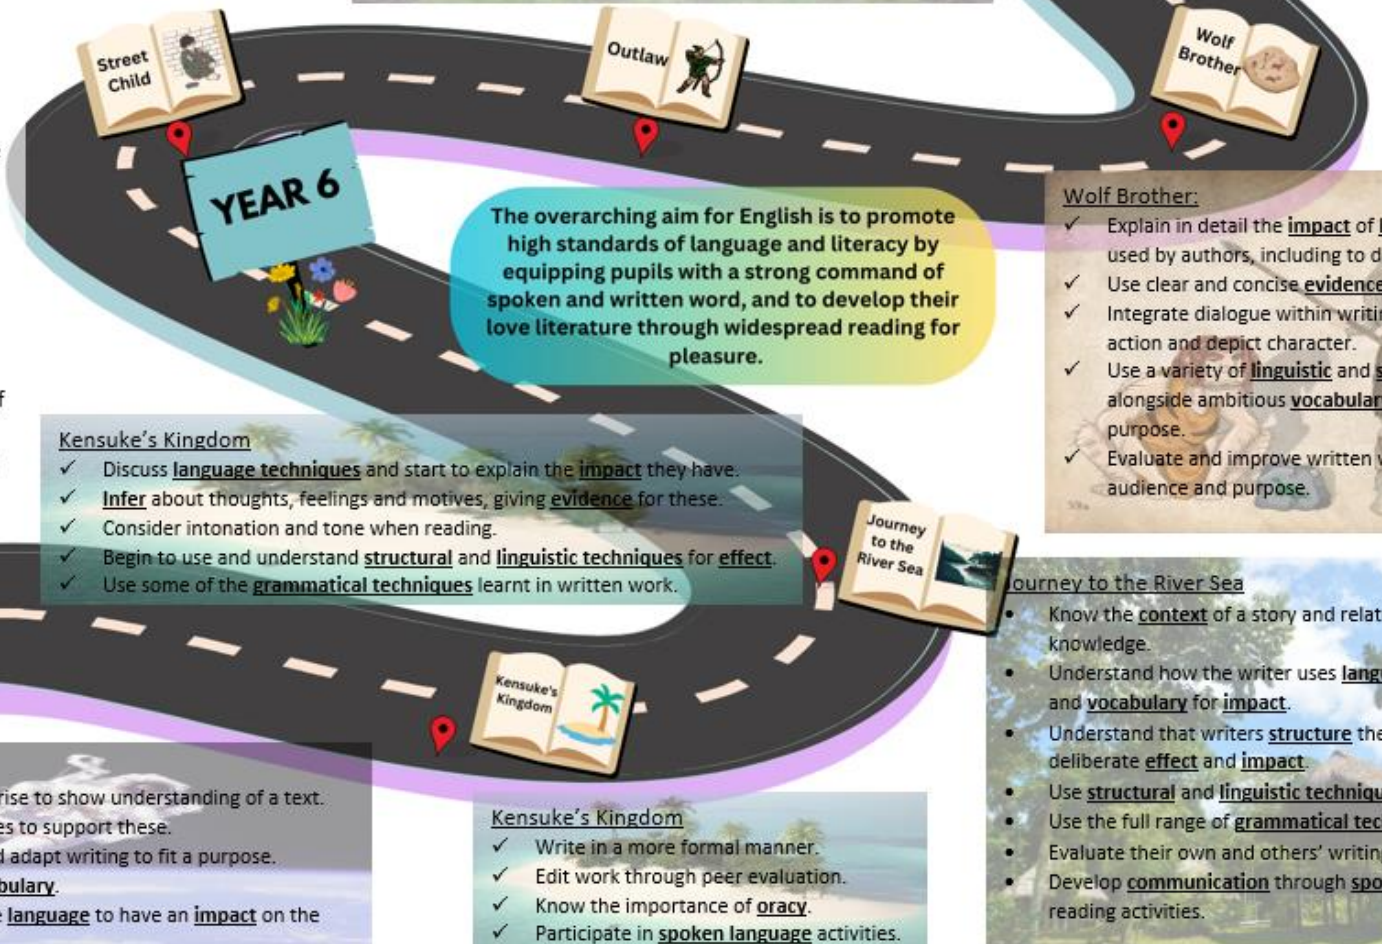 Street
Child
Outlaw
Wolf
Brother
YEAR 6
The overarching aim for English is to promote
high standards of language and literacy by
equipping pupils with a strong command of
spoken and written word, and to develop their
love literature through widespread reading for
pleasure.
Wolf Brother:
✓ Explain in detail the impact of
used by authors, including to
✓ Use clear and concise evidence
✓ Integrate dialogue within
action and depict character.
✓ Use a variety of linguistic and
alongside ambitious
purpose.
✓ Evaluate and improve written
audience and purpose.
Kensuke's Kingdom
✓ Discuss language techniques and start to explain the impact they have.
✓ Infer about thoughts, feelings and motives, giving evidence for these.
✓ Consider intonation and tone when reading.
✓ Begin to use and understand structural and linguistic techniques for effect.
✓ Use some of the grammatical techniques learnt in written work.
Journey
to the
River Sea
Journey to the River Sea
• Know the context of a story and
knowledge.
• Understand how the writer uses
and vocabulary for impact.
• Understand that writers structure
deliberate effect and impact.
• Use structural and linguistic
• Use the full range of grammatical
• Evaluate their own and others' writing
• Develop communication through
reading activities.
Kensuke's
Kingdom
rise to show understanding of a text.
es to support these.
d adapt writing to fit a purpose.
bulary.
language to have an impact on the
Kensuke's Kingdom
✓ Write in a more formal manner.
✓ Edit work through peer evaluation.
✓ Know the importance of oracy.
✓ Participate in spoken language activities.